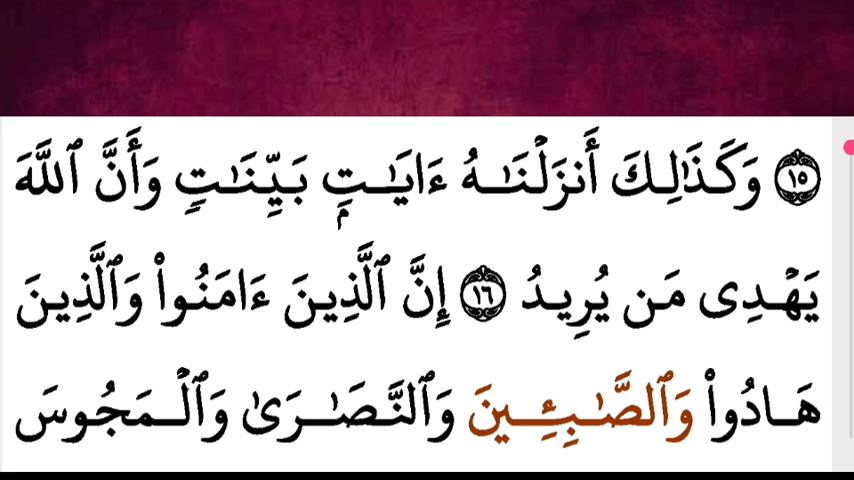 ١٥ وَكَذَٰلِكَ أَنزَلْنَـٰهُ ءَايَـٰتٍۭ بَيِّنَـٰتٍ وَأَنَّ ٱللَّهَ
يَهْدِى مَن يُرِيدُ ١٦ إِنَّ ٱلَّذِينَ ءَامَنُوا۟ وَٱلَّذِينَ
هَادُوا۟ وَٱلصَّـٰبِـِٔينَ وَٱلنَّصَـٰرَىٰ وَٱلْمَجُوسَ